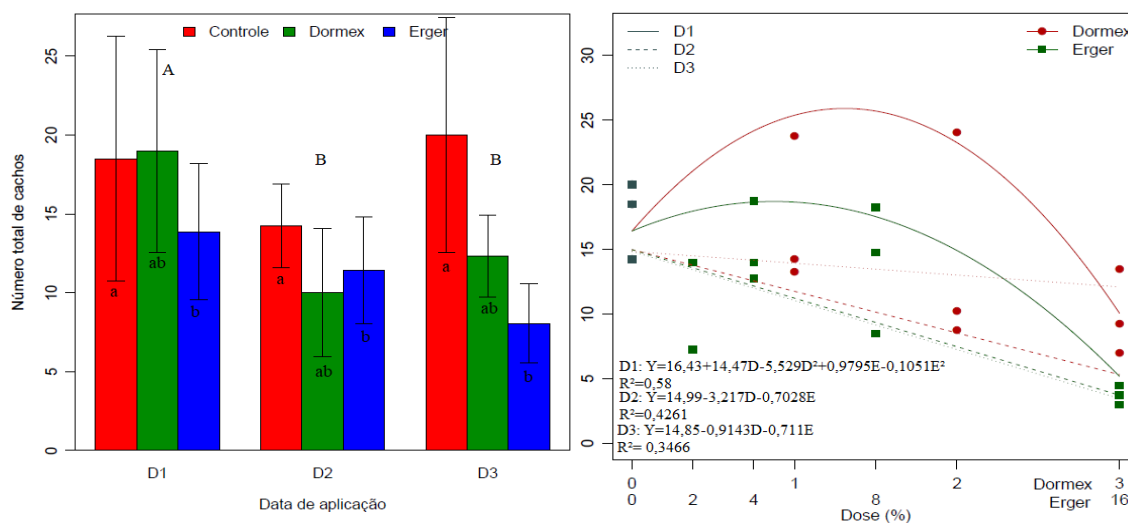 Controle Dormex Erger
Número total de cachos
25
20
15
10
5
0
A
B
B
a
ab
b
a
ab
b
a
ab
b
D1 D2 D3
Data de aplicação
D1
D2
D3
Dormex
Erger
30
25
20
15
10
5
0
D1: Y=16,43+14,47D-5,529D²+0,9795E-0,1051E²
R²=0,58
D2: Y=14,99-3,217D-0,7028E
R²=0,4261
D3: Y=14,85-0,9143D-0,711E
R²= 0,3466
0 1 2 Dormex 3
0 2 4 8 Erger 16
Dose (%)